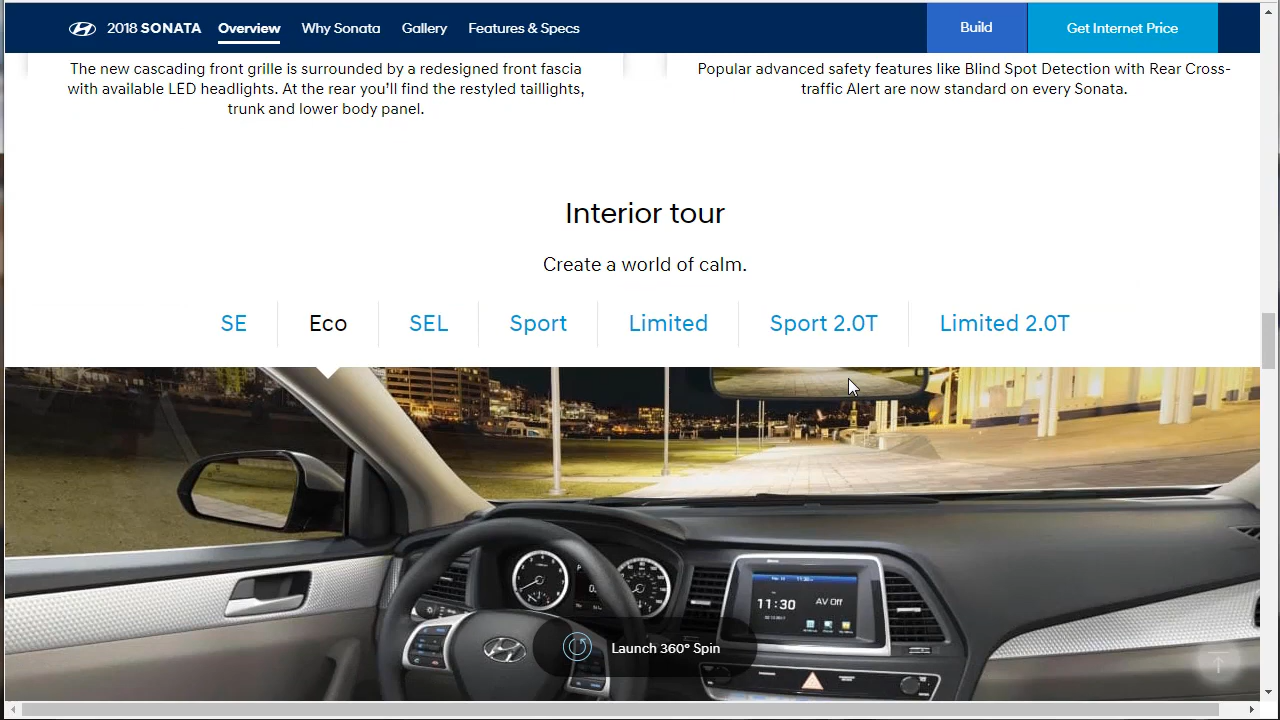 2018 SONATA Overview Why Sonata Gallery Features & Specs Build Get Internet Price
The new cascading front grille is surrounded by a redesigned front fascia
with available LED headlights. At the rear you'll find the restyled taillights,
trunk and lower body panel.
Popular advanced safety features like Blind Spot Detection with Rear Cross-
traffic Alert are now standard on every Sonata.
Interior tour
Create a world of calm.
SE Eco SEL Sport Limited Sport 2.0T Limited 2.0T
11:30 AV Off
Launch 360° Spin